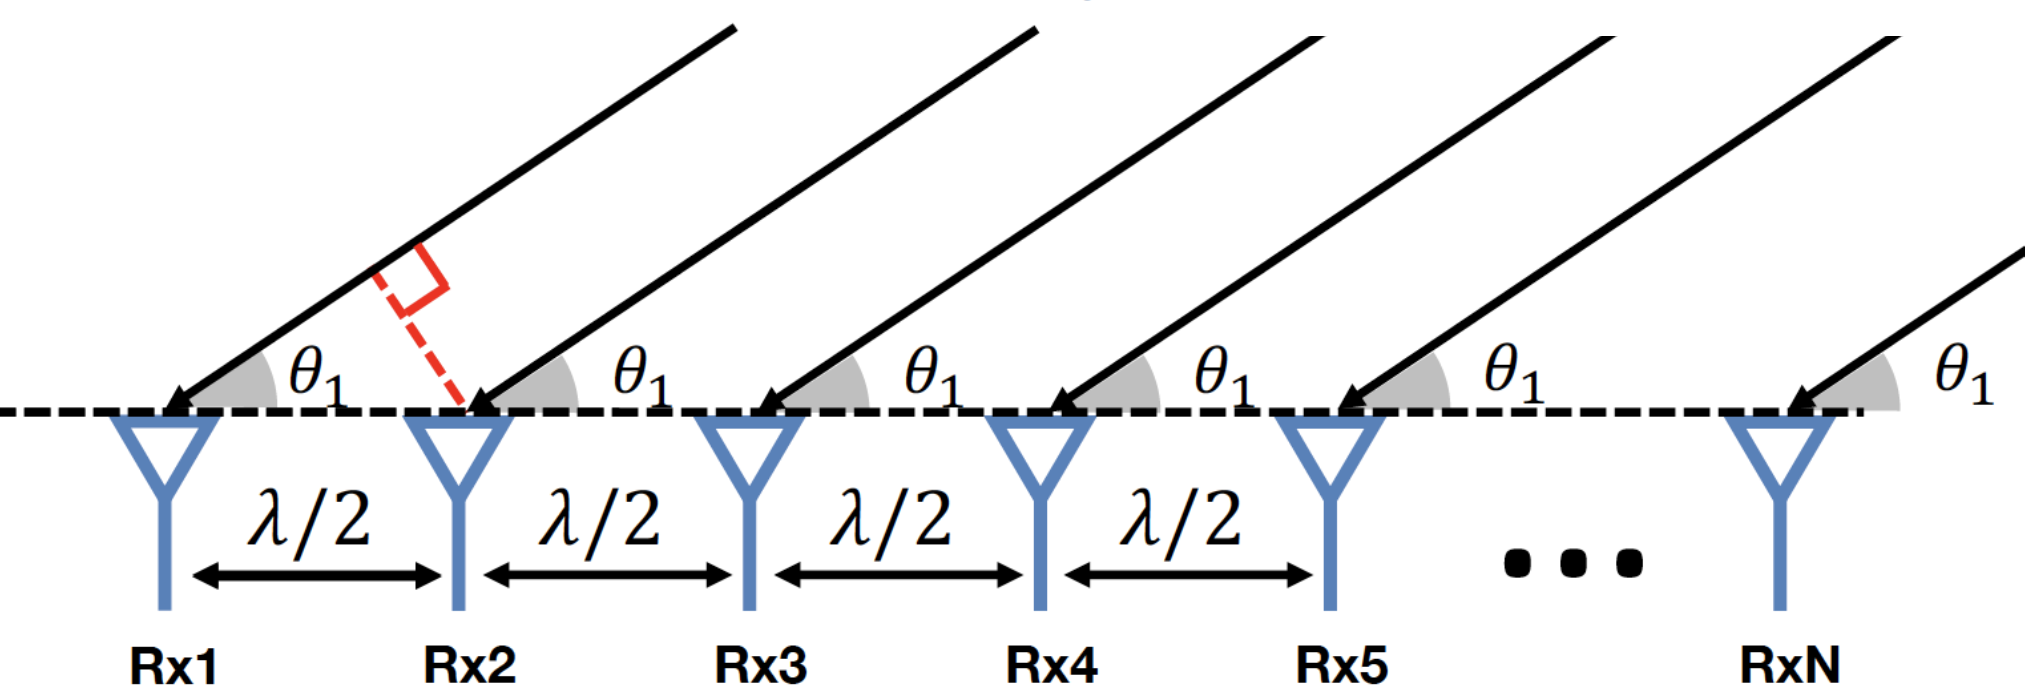 θ₁ θ₁ θ₁ θ₁ θ₁ θ₁
λ/2 λ/2 λ/2 λ/2
Rx1 Rx2 Rx3 Rx4 Rx5 RxN